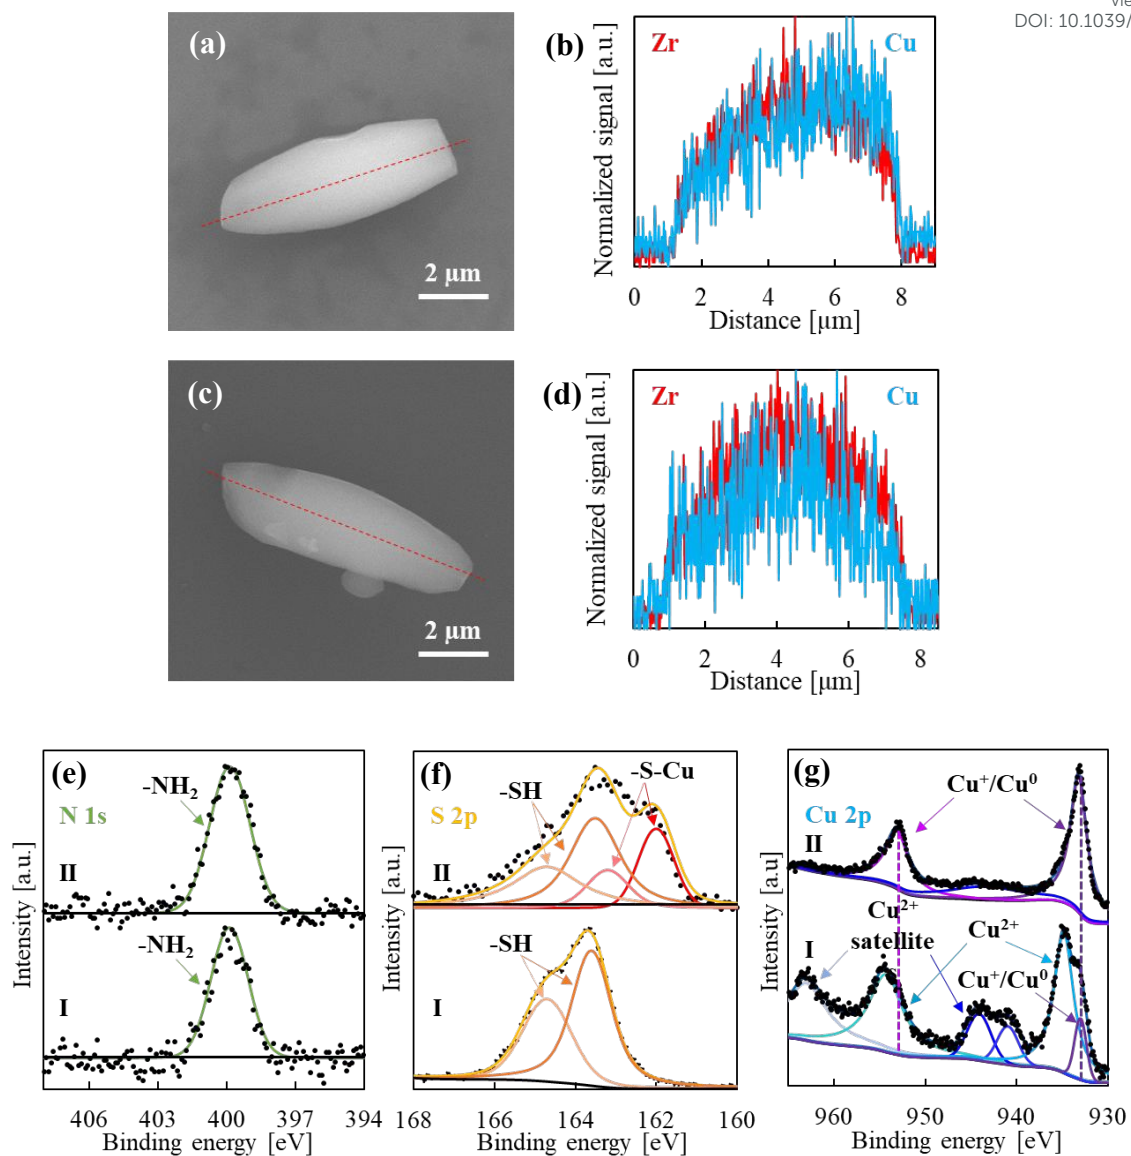 DOI: 10.1039/
(a)
2 µm
(b)
Zr
Cu
Normalized signal [a.u.]
0 2 4 6 8
Distance [µm]
(c)
2 µm
(d)
Zr
Cu
Normalized signal [a.u.]
0 2 4 6 8
Distance [µm]
(e)
-NH2
N 1s
II
-NH2
I
Intensity [a.u.]
406 403 400 397 394
Binding energy [eV]
(f)
-S-Cu
-SH
S 2p
II
-SH
I
Intensity [a.u.]
168 166 164 162 160
Binding energy [eV]
(g)
Cu⁺/Cu⁰
Cu 2p
II
Cu²⁺
satellite
Cu²⁺
I
Cu⁺/Cu⁰
Intensity [a.u.]
960 950 940 930
Binding energy [eV]